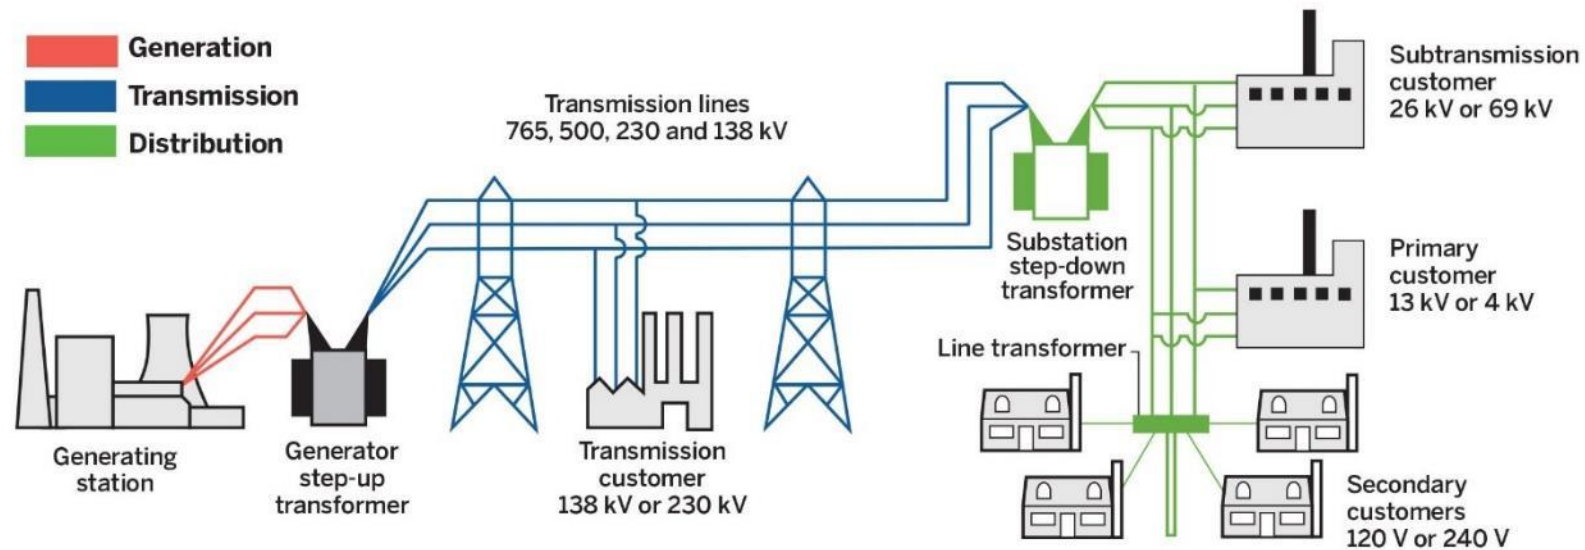 Generation
Transmission
Distribution
Transmission lines
765, 500, 230 and 138 kV
Subtransmission
customer
26 kV or 69 kV
Substation
step-down
transformer
Primary
customer
13 kV or 4 kV
Line transformer
Generating
station
Generator
step-up
transformer
Transmission
customer
138 kV or 230 kV
Secondary
customers
120 V or 240 V